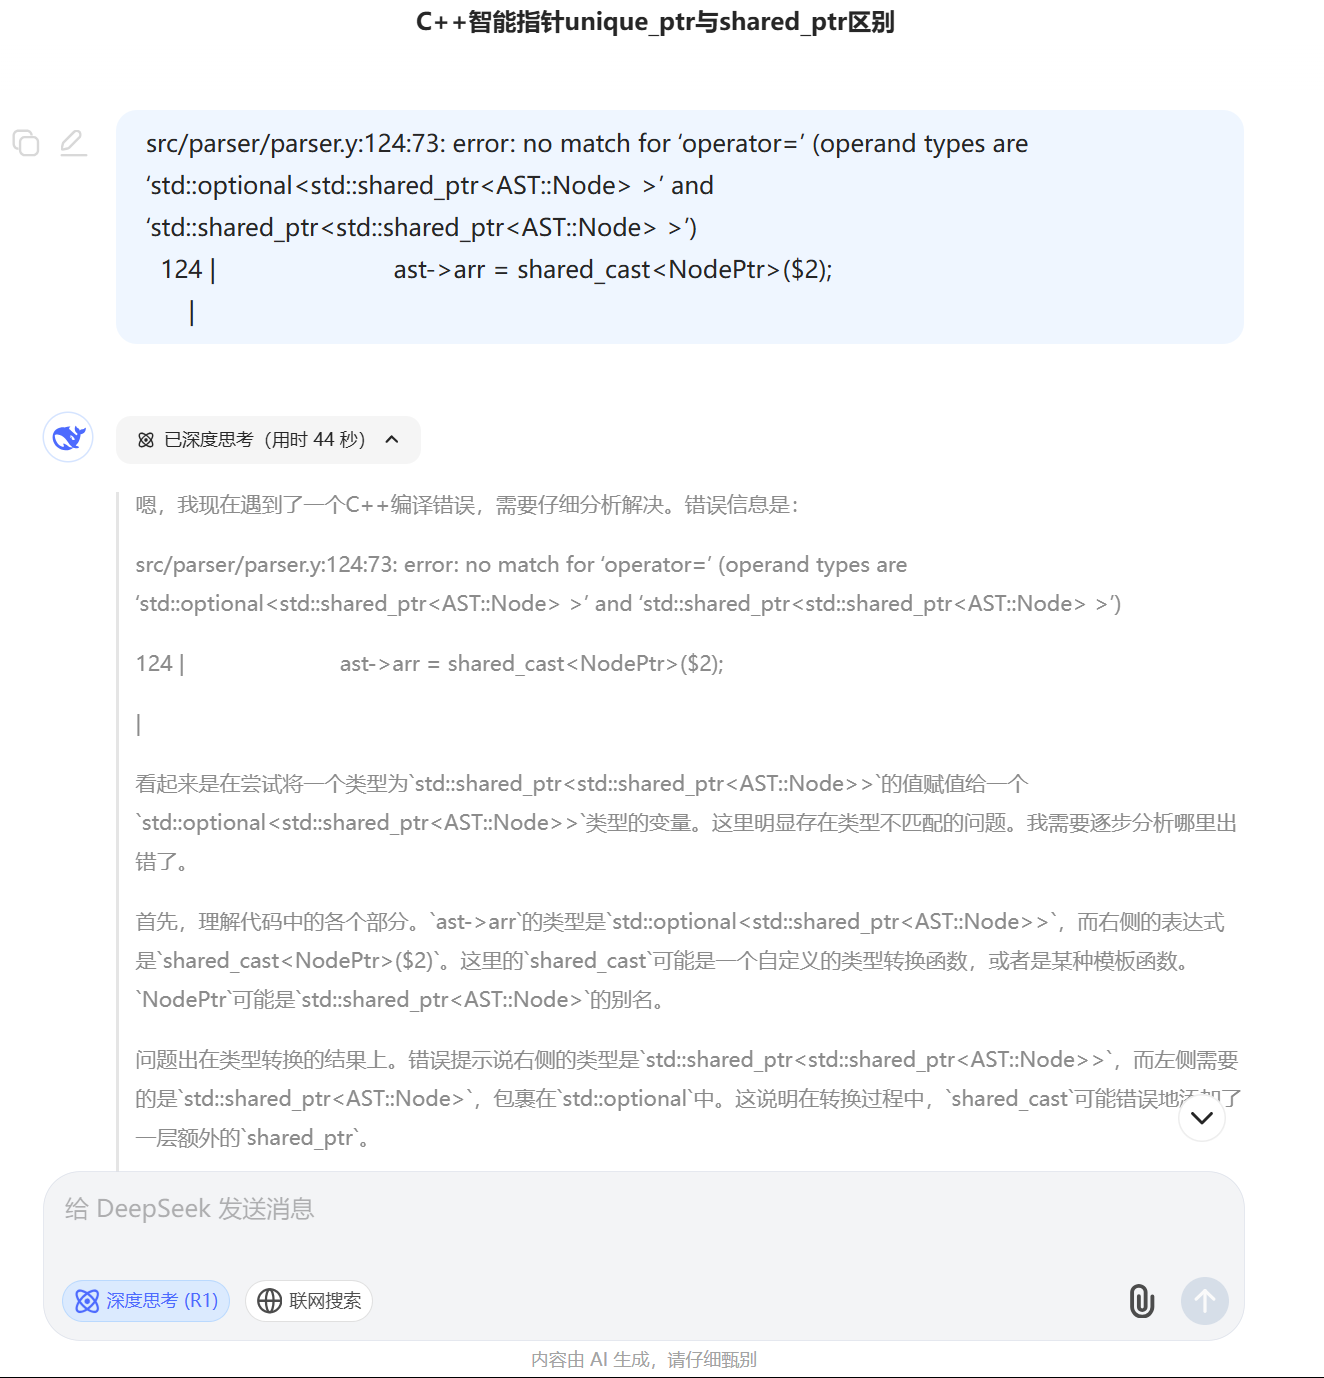 C++智能指针unique_ptr与shared_ptr区别
src/parser/parser.y:124:73: error: no match for ‘operator=’ (operand types are
‘std::optional<std::shared_ptr<AST::Node> >’ and
‘std::shared_ptr<std::shared_ptr<AST::Node> >’)
124 |                         ast->arr = shared_cast<NodePtr>($2);
|
已深度思考（用时 44 秒）
嗯，我现在遇到了一个C++编译错误，需要仔细分析解决。错误信息是：
src/parser/parser.y:124:73: error: no match for ‘operator=’ (operand types are
‘std::optional<std::shared_ptr<AST::Node> >’ and ‘std::shared_ptr<std::shared_ptr<AST::Node> >’)
124 |                         ast->arr = shared_cast<NodePtr>($2);
|
看起来是在尝试将一个类型为`std::shared_ptr<std::shared_ptr<AST::Node>>`的值赋值给一个
`std::optional<std::shared_ptr<AST::Node>>`类型的变量。这里明显存在类型不匹配的问题。我需要逐步分析哪里出
错了。
首先，理解代码中的各个部分。`ast->arr`的类型是`std::optional<std::shared_ptr<AST::Node>>`，而右侧的表达式
是`shared_cast<NodePtr>($2)`。这里的`shared_cast`可能是一个自定义的类型转换函数，或者是某种模板函数。
`NodePtr`可能是`std::shared_ptr<AST::Node>`的别名。
问题出在类型转换的结果上。错误提示说右侧的类型是`std::shared_ptr<std::shared_ptr<AST::Node>>`，而左侧需要
的是`std::shared_ptr<AST::Node>`，包裹在`std::optional`中。这说明在转换过程中，`shared_cast`可能错误地添加了
一层额外的`shared_ptr`。
给 DeepSeek 发送消息
深度思考 (R1)
联网搜索
内容由 AI 生成，请仔细甄别